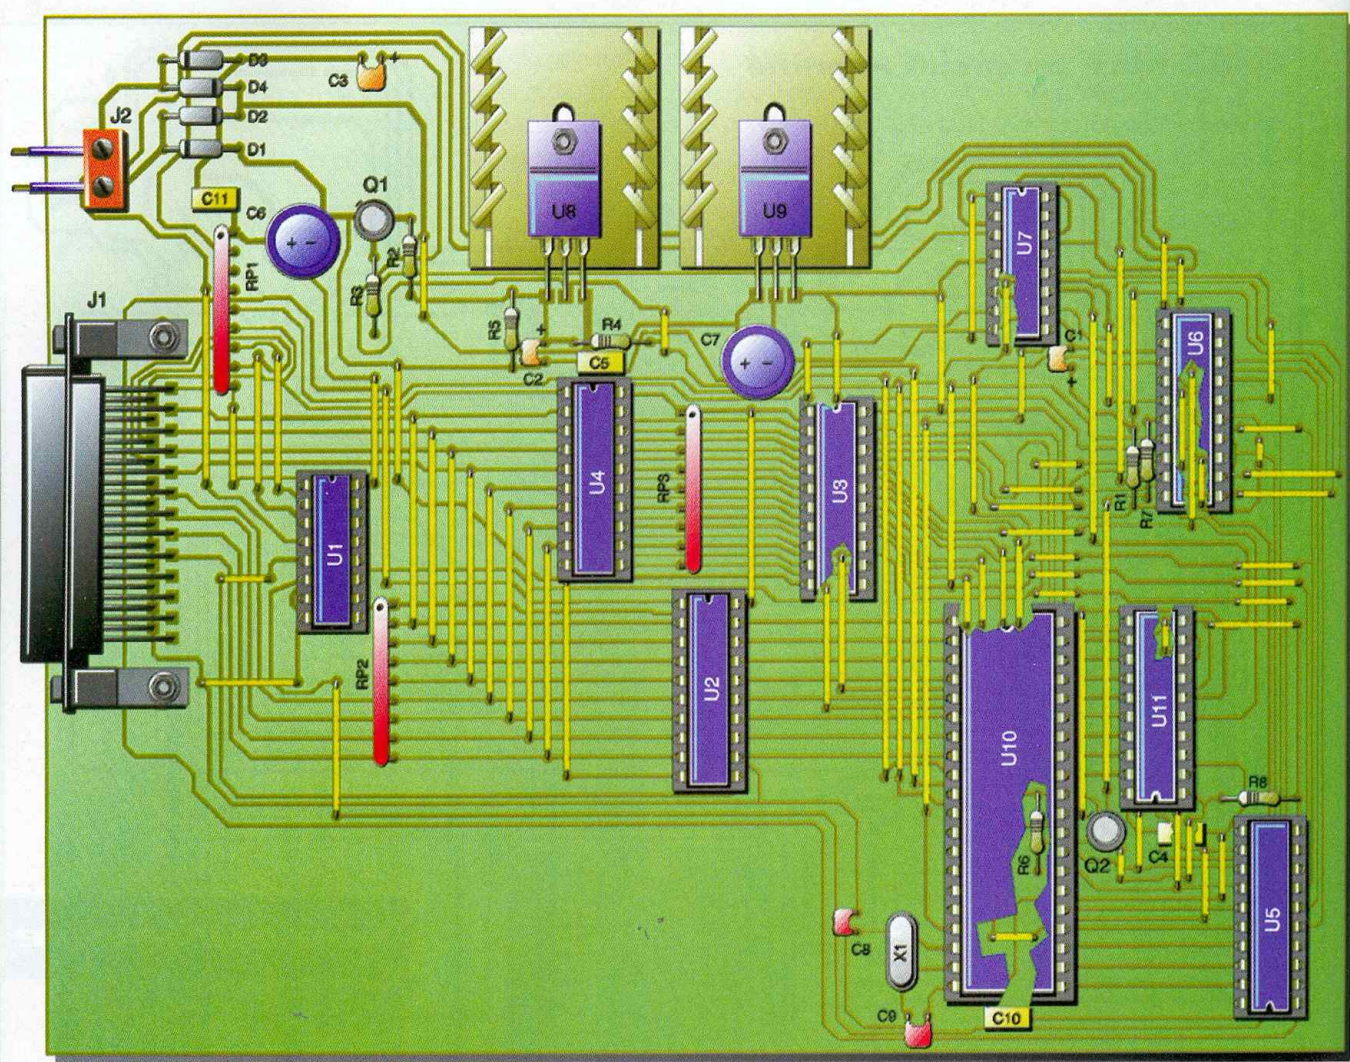 D3
C3
+
D4
J2
D2
D1
C11
Q1
C6
U8
U9
+ -
R2
U7
RP1
R3
J1
R5
+
R4
C7
C1
U6
C2
C5
+ -
+
U4
RP3
U3
R1
R7
U1
RP2
U2
U11
U10
R8
R6
Q2
C4
U5
C8
X1
C9
C10